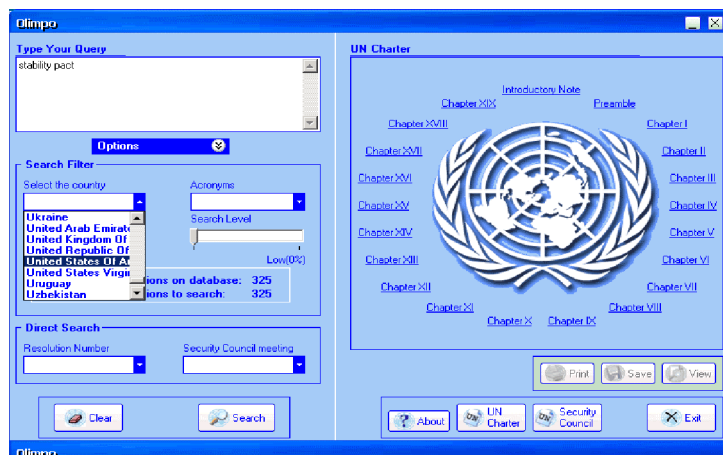 Olimpo
Type Your Query
stability pact
Options
Search Filter
Select the country
Acronyms
Ukraine
United Arab Emirate
United Kingdom Of
United Republic Of
United States Of A
United States Virgi
Uruguay
Uzbekistan
Search Level
Low(0%)
ions on database: 325
ions to search: 325
Direct Search
Resolution Number
Security Council meeting
Clear
Search
UN Charter
Introductory Note
Chapter XIX
Preamble
Chapter XVIII
Chapter I
Chapter XVII
Chapter II
Chapter XVI
Chapter III
Chapter XV
Chapter IV
Chapter XIV
Chapter V
Chapter XIII
Chapter VI
Chapter XII
Chapter VII
Chapter XI
Chapter VIII
Chapter X
Chapter IX
Print
Save
View
About
UN
UN Charter
UN
Security Council
Exit
Olimpo